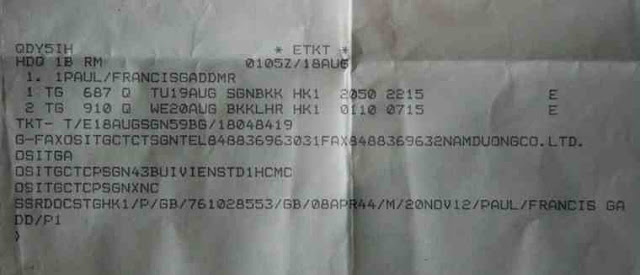 QDY5IH * ETKT *
HDQ 1B RM 0105Z/18AUG
1. 1PAUL/FRANCISGADDMR
1 TG 687 Q TU19AUG SGNBKK HK1 2050 2215 E
2 TG 910 Q WE20AUG BKKLHR HK1 0110 0715 E
TKT- T/E18AUGSGN59BG/18048419
G-FAXOSITGCTCTSGNTEL848836963031FAX8488369632NAMDUONGCO.LTD.
OSITGA
OSITGCTCPSGN43BUIVIENSTD1HCMC
OSITGCTCPSGNXNC
SSRDOCSTGHK1/P/GB/761028553/GB/08APR44/M/20NOV12/PAUL/FRANCIS GA
DD/P1
)